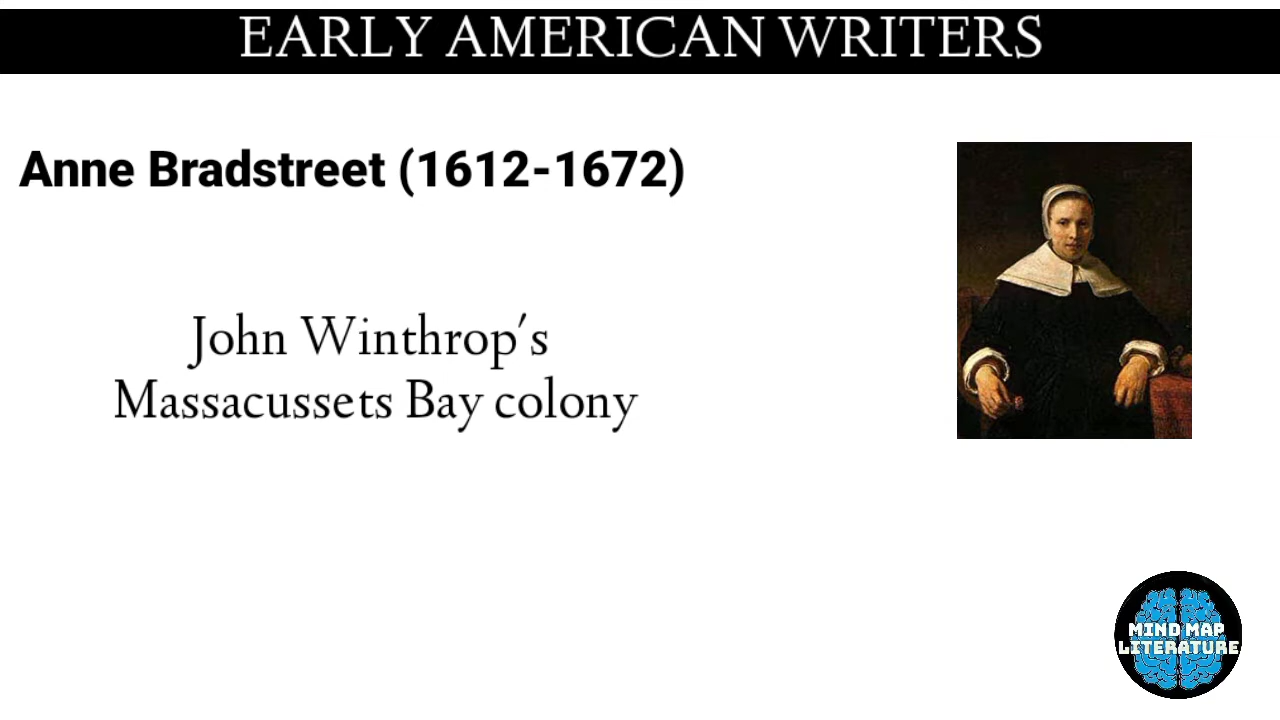 EARLY AMERICAN WRITERS
Anne Bradstreet (1612-1672)
John Winthrop's
Massacussets Bay colony
MIND MAP
LITERATURE